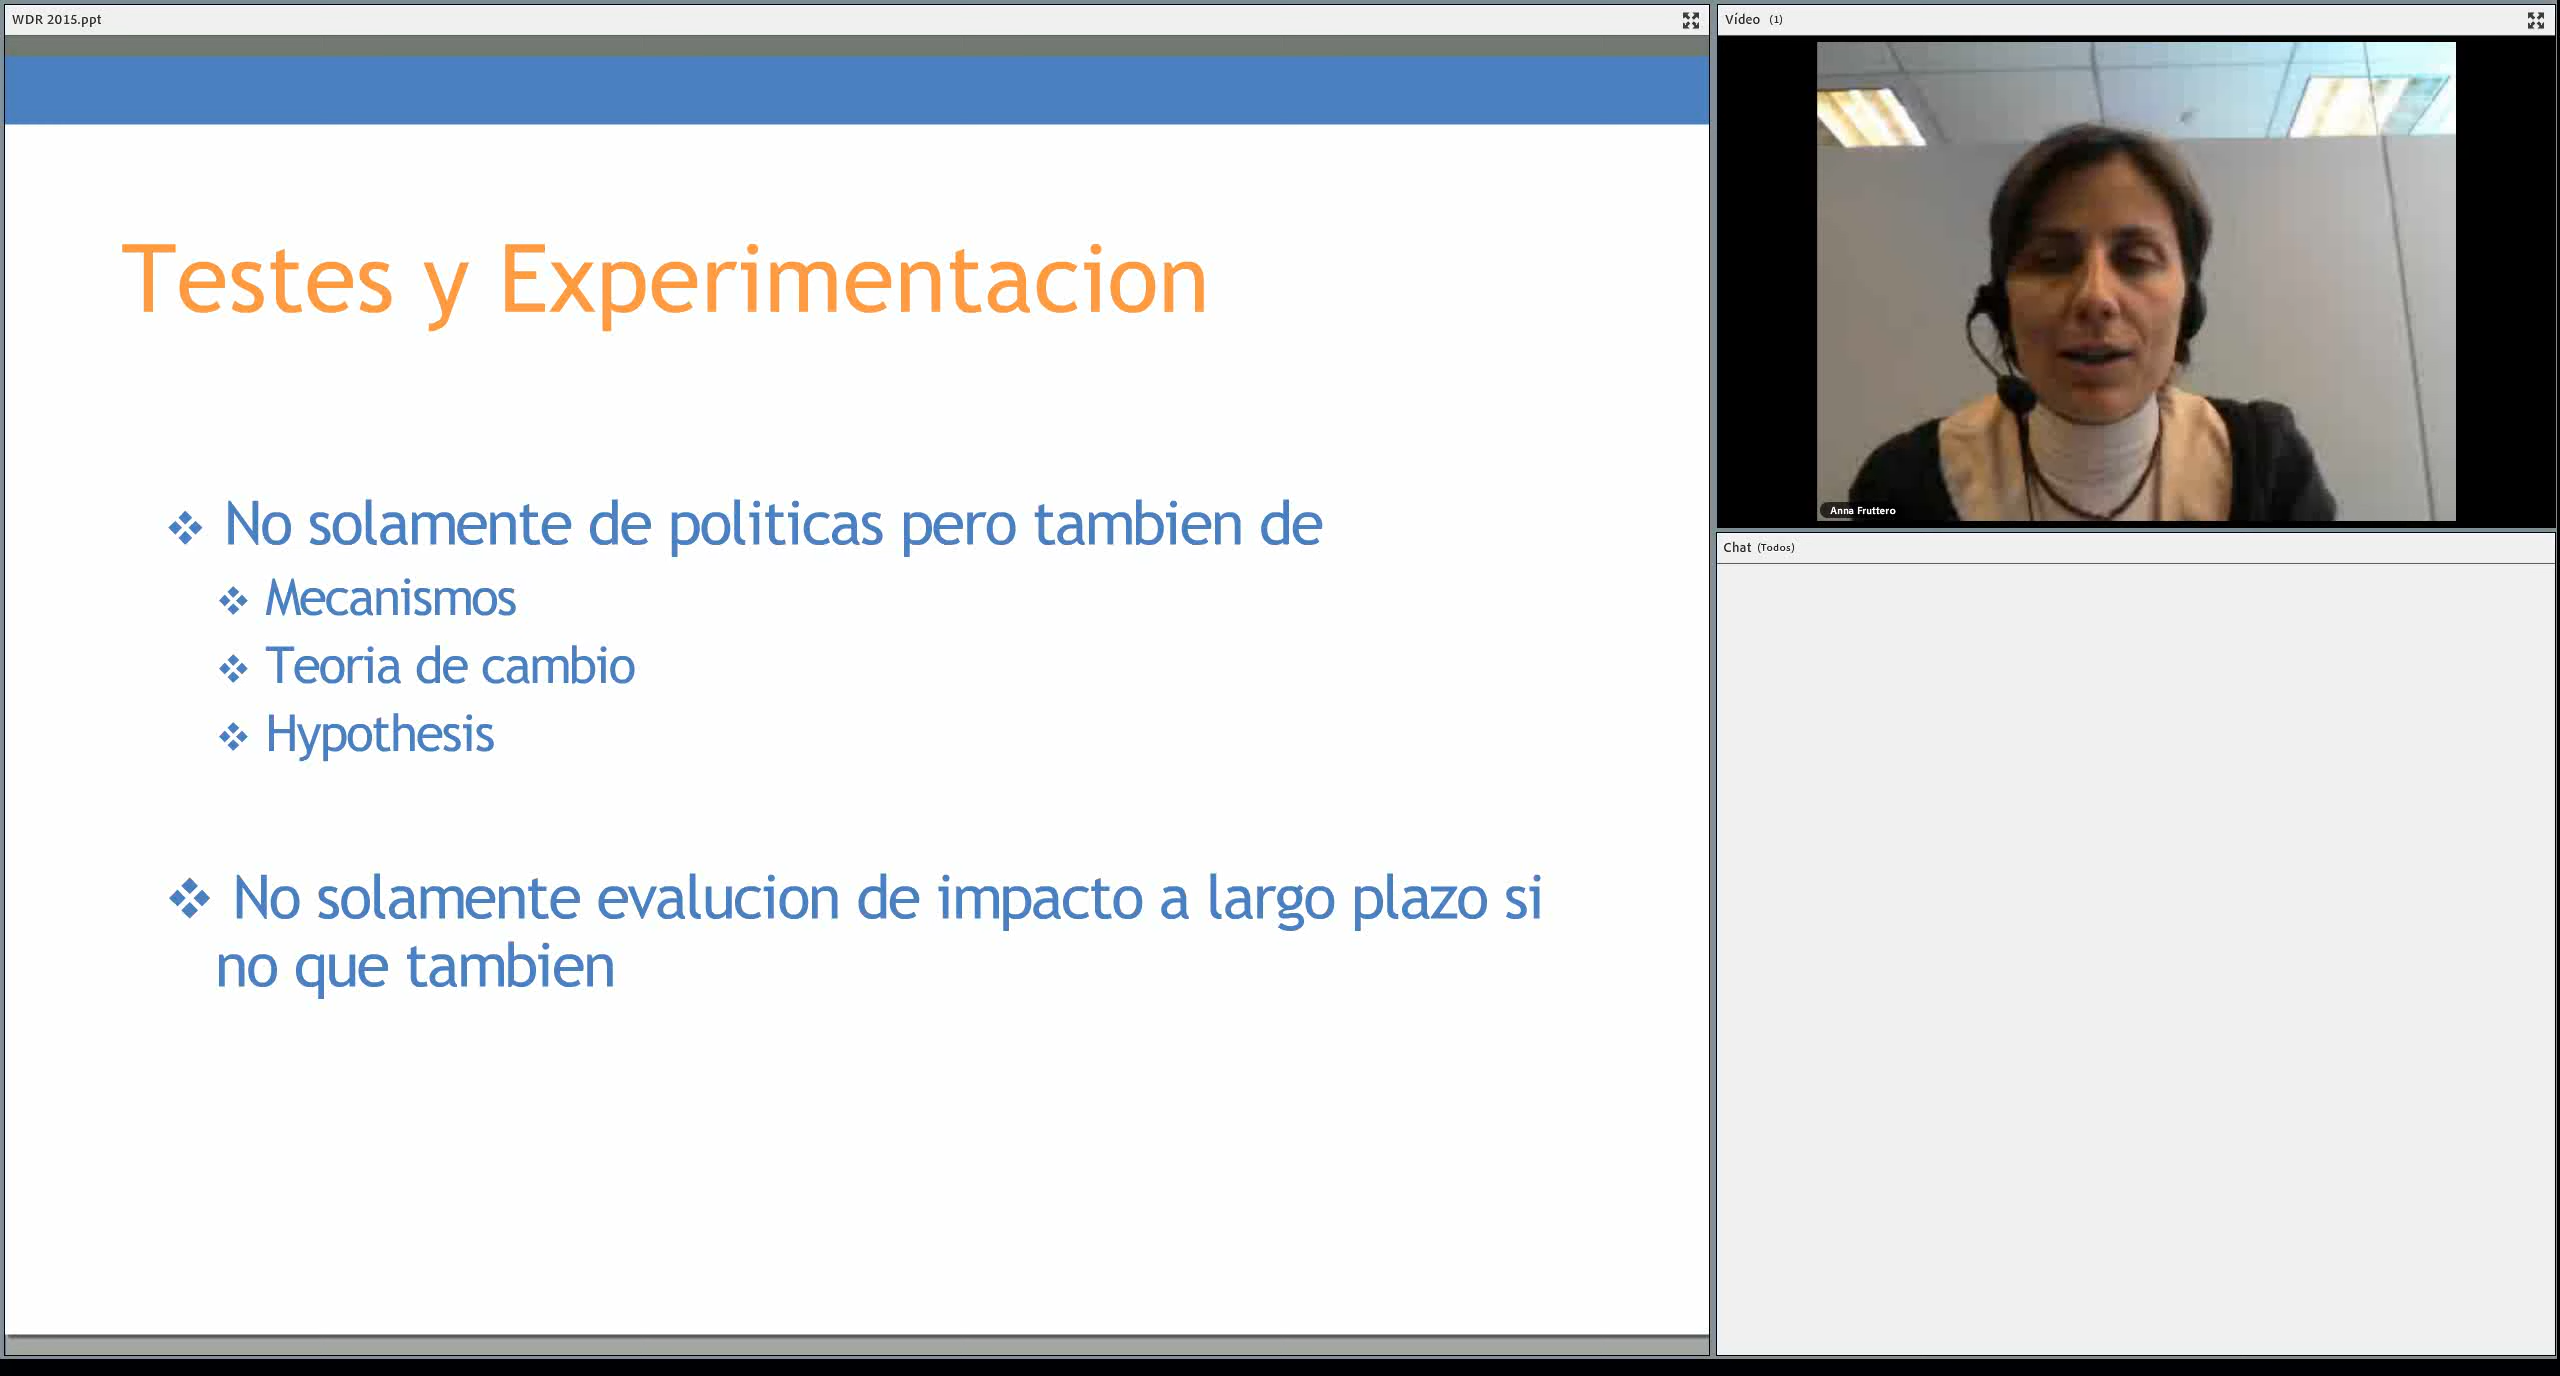 WDR 2015.ppt
Testes y Experimentacion
No solamente de politicas pero tambien de
Mecanismos
Teoria de cambio
Hypothesis
No solamente evalucion de impacto a largo plazo si
no que tambien
Vídeo (1)
Anna Fruttero
Chat (Todos)